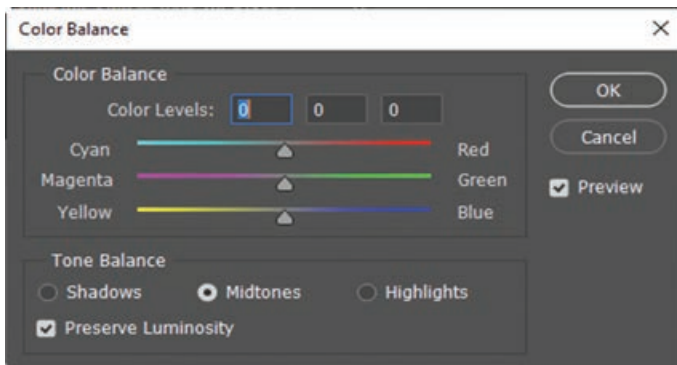 Color Balance
Color Balance
Color Levels: 0 0 0
Cyan Red
Magenta Green
Yellow Blue
Tone Balance
Shadows Midtones Highlights
Preserve Luminosity
OK
Cancel
Preview